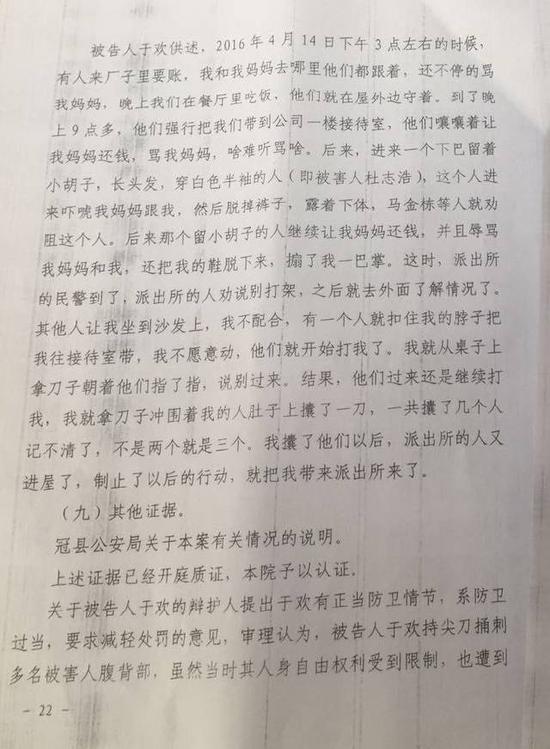 被告人于欢供述，2016年4月14日下午3点左右的时候，
有人来厂子里要账，我和我妈妈去哪里他们都跟着，还不停的骂
我妈妈，晚上我们在餐厅里吃饭，他们就在屋外边守着。到了晚
上9点多，他们强行把我们带到公司一楼接待室，他们嚷嚷着让
我妈妈还钱，骂我妈妈，啥难听骂啥。后来，进来一个下巴留着
小胡子，长头发，穿白色半袖的人（即被害人杜志浩），这个人进
来吓唬我妈妈跟我，然后脱掉裤子，露着下体，马金栋等人就劝
阻这个人。后来那个留小胡子的人继续让我妈妈还钱，并且辱骂
我妈妈和我，还把我的鞋脱下来，搧了我一巴掌。这时，派出所
的民警到了，派出所的人劝说别打架，之后就去外面了解情况了。
其他人让我坐到沙发上，我不配合，有一个人就扣住我的脖子把
我往接待室带，我不愿意动，他们就开始打我了。我就从桌子上
拿刀子朝着他们指了指，说别过来。结果，他们过来还是继续打
我，我就拿刀子冲围着我的人肚子上攮了一刀，一共攮了几个人
记不清了，不是两个就是三个。我攮了他们以后，派出所的人又
进屋了，制止了以后的行动，就把我带来派出所来了。
（九）其他证据。
冠县公安局关于本案有关情况的说明。
上述证据已经开庭质证，本院予以认证.
关于被告人于欢的辩护人提出于欢有正当防卫情节，系防卫
过当，要求减轻处罚的意见，审理认为，被告人于欢持尖刀捅刺
多名被害人腹背部，虽然当时其人身自由权利受到限制，也遭到
- 22 -